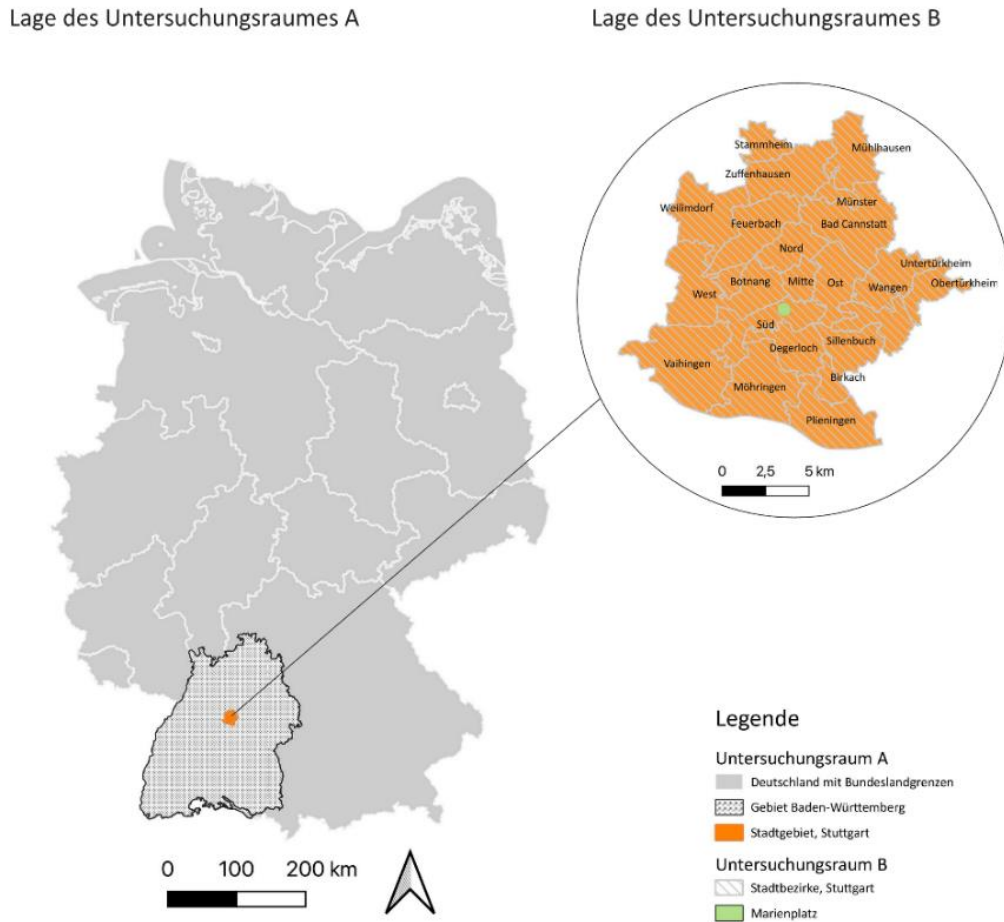 Lage des Untersuchungsraumes A
Lage des Untersuchungsraumes B
Stammheim
Mühlhausen
Zuffenhausen
Münster
Weilimdorf
Feuerbach
Bad Cannstatt
Nord
Untertürkheim
Botnang
Mitte
Ost
Obertürkheim
West
Wangen
Süd
Degerloch
Sillenbuch
Vaihingen
Birkach
Möhringen
Plieningen
0 2,5 5 km
Legende
Untersuchungsraum A
Deutschland mit Bundeslandgrenzen
Gebiet Baden-Württemberg
Stadtgebiet, Stuttgart
Untersuchungsraum B
Stadtbezirke, Stuttgart
Marienplatz
0 100 200 km